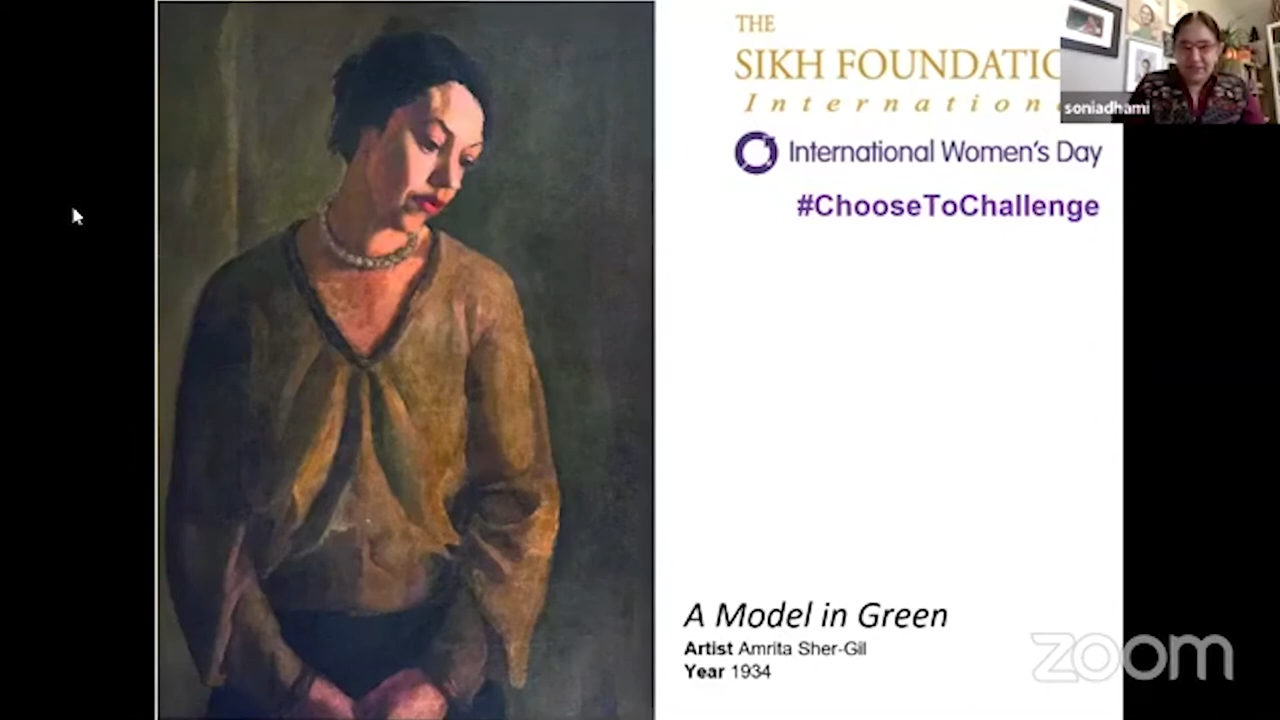 THE
SIKH FOUNDATIO
Internation
soniadhami
International Women's Day
#ChooseToChallenge
A Model in Green
Artist Amrita Sher-Gil
Year 1934
zoom